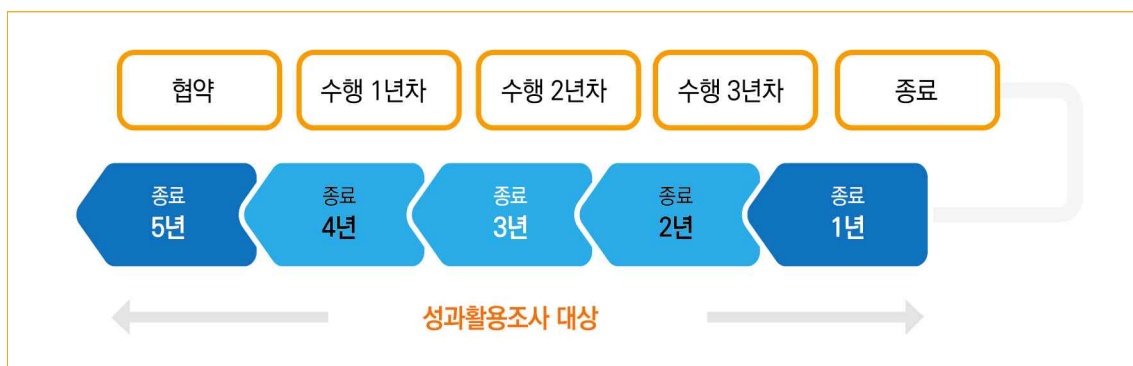 협약
수행 1년차
수행 2년차
수행 3년차
종료
종료
5년
종료
4년
종료
3년
종료
2년
종료
1년
성과활용조사 대상